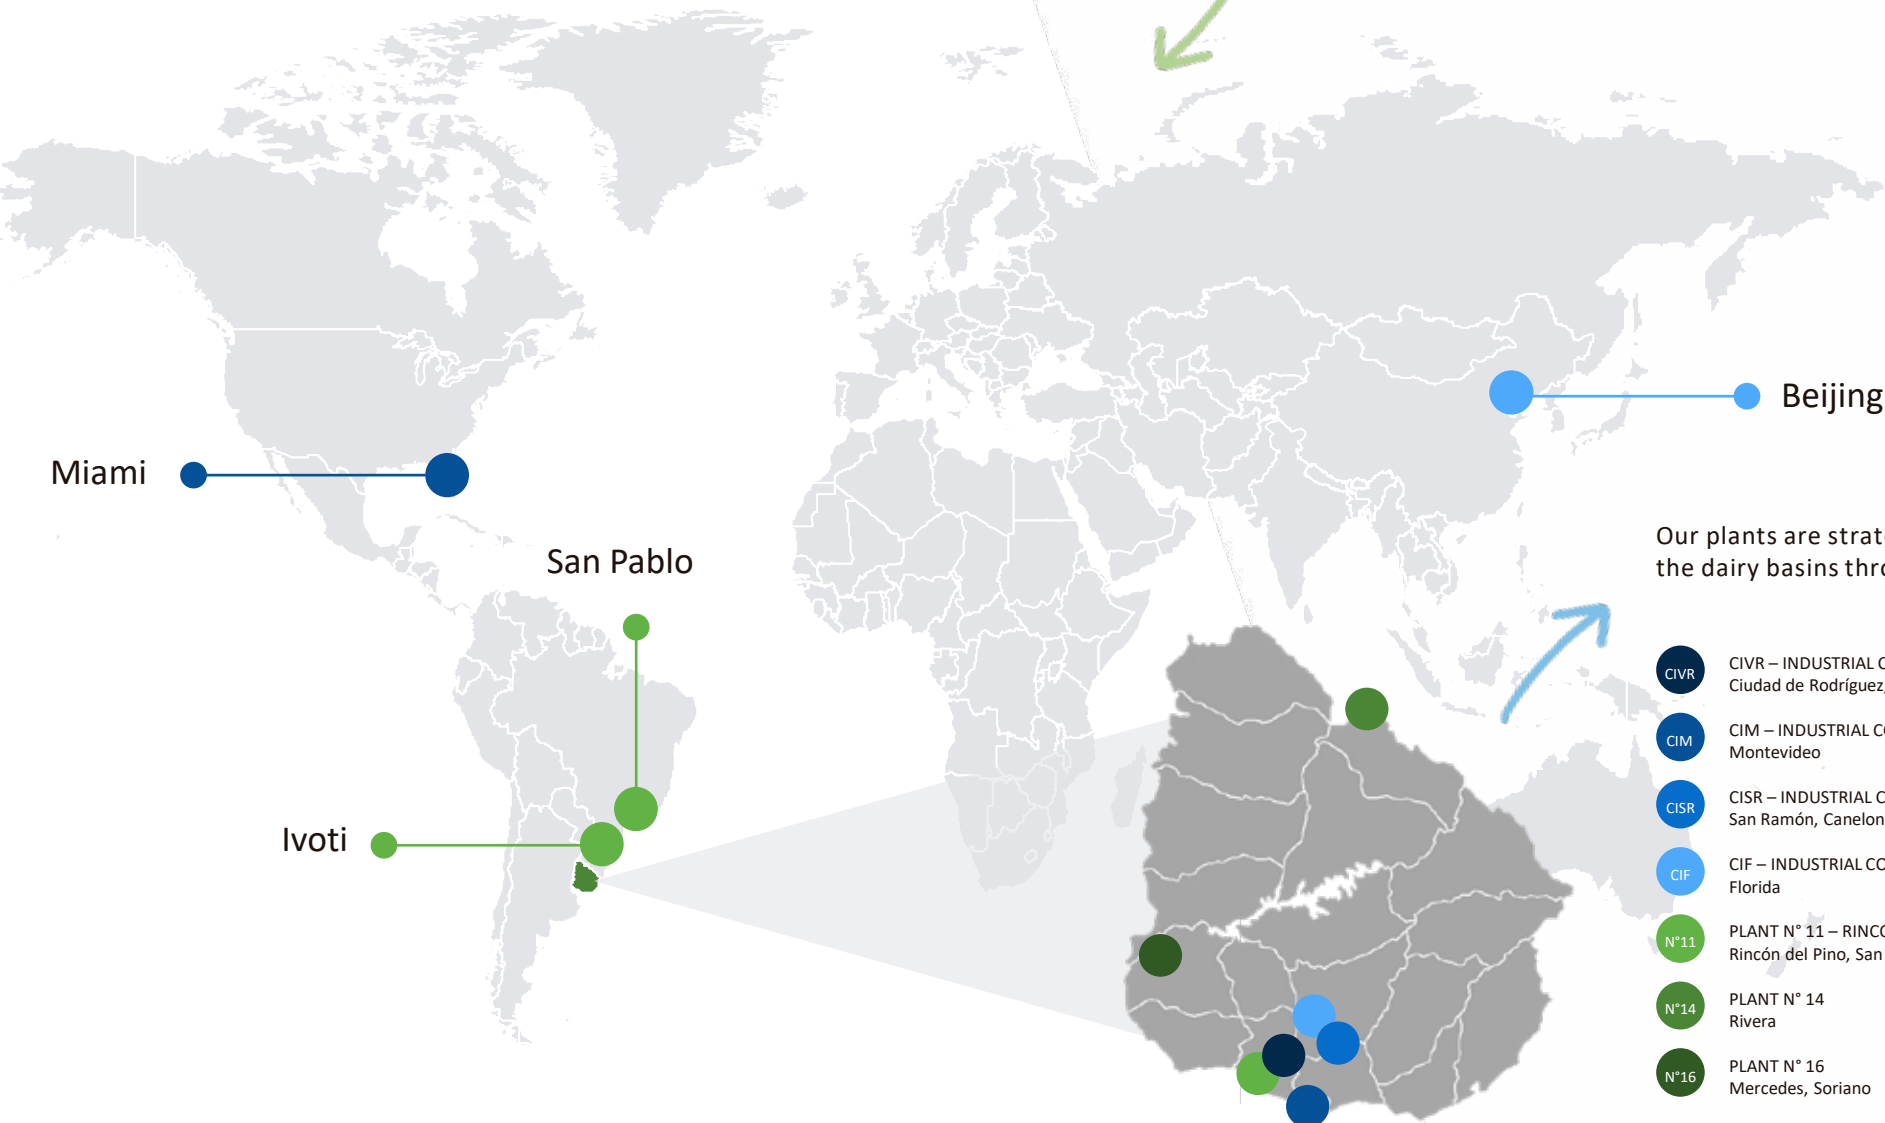 Beijing
Miami
San Pablo
Ivoti
Our plants are strat
the dairy basins thr
CIVR
CIVR – INDUSTRIAL C
Ciudad de Rodríguez,
CIM
CIM – INDUSTRIAL CO
Montevideo
CISR
CISR – INDUSTRIAL C
San Ramón, Canelon
CIF
CIF – INDUSTRIAL CO
Florida
N°11
PLANT N° 11 – RINCO
Rincón del Pino, San
N°14
PLANT N° 14
Rivera
N°16
PLANT N° 16
Mercedes, Soriano